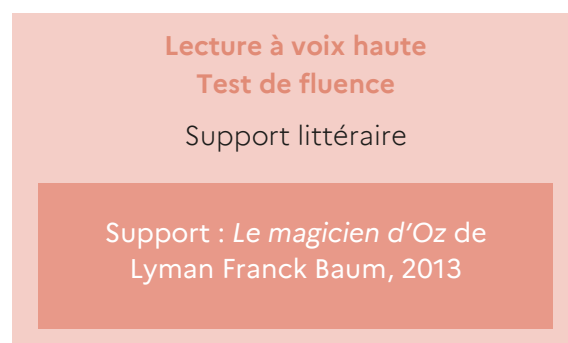 Lecture à voix haute
Test de fluence
Support littéraire
Support : Le magicien d’Oz de
Lyman Franck Baum, 2013